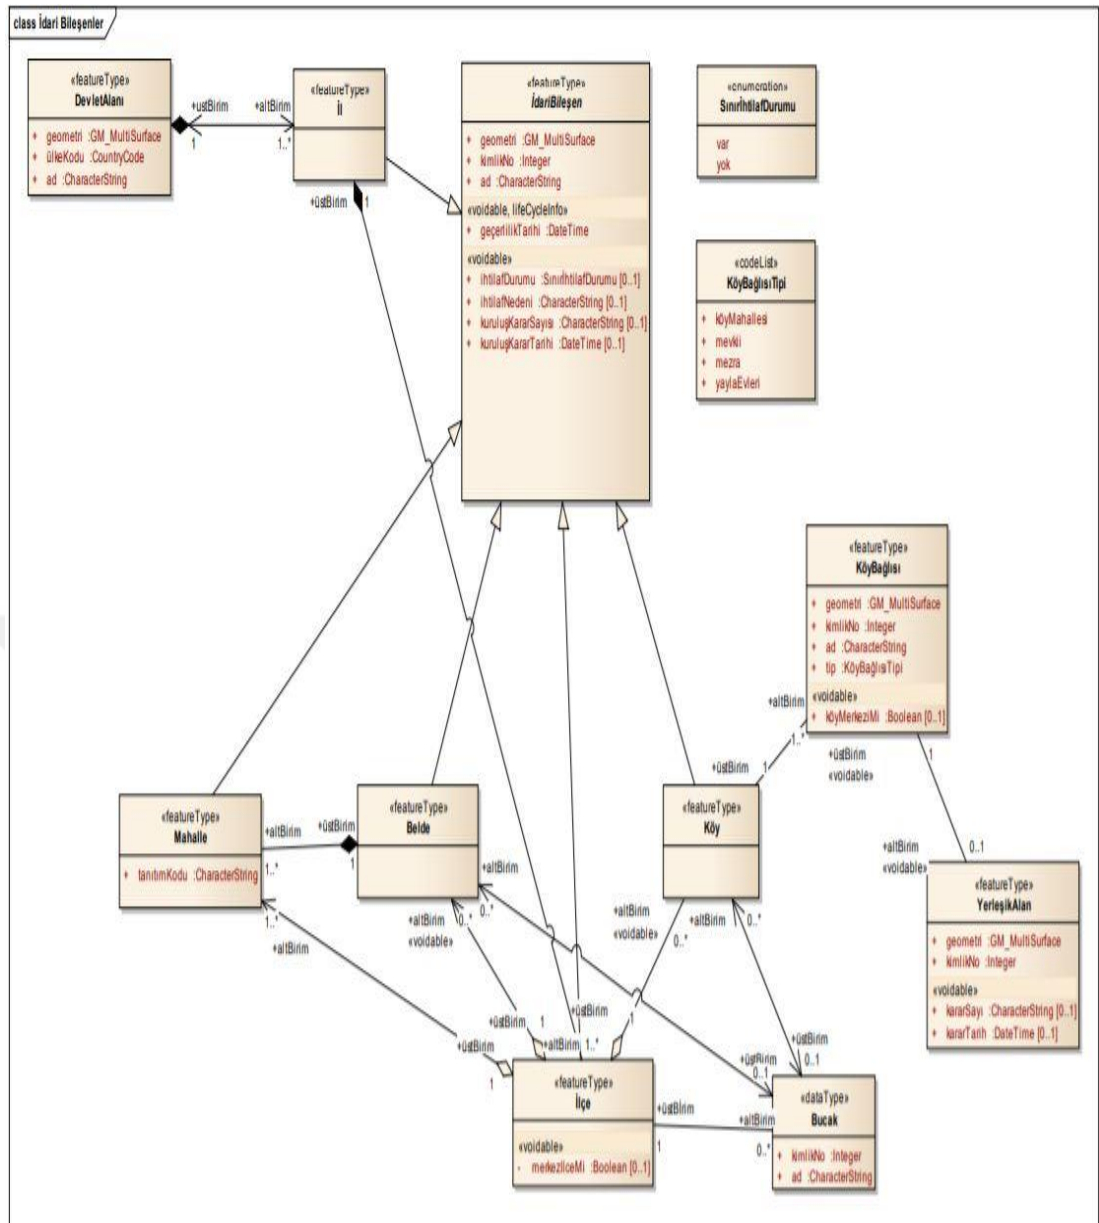 class İdari Bileşenler
«featureType»
DevletAlanı
+ geometri :GM_MultiSurface
+ ülkeKodu :CountryCode
+ ad :CharacterString
+ustBirim
1
+altBirim
1..*
«featureType»
İl
+üstBirim
1
«featureType»
İdariBileşen
+ geometri :GM_MultiSurface
+ kimlikNo :Integer
+ ad :CharacterString
«voidable, lifeCycleInfo»
+ geçerlilikTarihi :DateTime
«voidable»
+ ihtilafDurumu :SınırİhtilafDurumu [0..1]
+ ihtilafNedeni :CharacterString [0..1]
+ kuruluşKararSayısı :CharacterString [0..1]
+ kuruluşKararTarihi :DateTime [0..1]
«enumeration»
SınırİhtilafDurumu
var
yok
«codeList»
KöyBağlısıTipi
+ köyMahallesi
+ mevkii
+ mezra
+ yaylaEvleri
«featureType»
KöyBağlısı
+ geometri :GM_MultiSurface
+ kimlikNo :Integer
+ ad :CharacterString
+ tip :KöyBağlısıTipi
«voidable»
+ köyMerkeziMi :Boolean [0..1]
+altBirim
1..*
+üstBirim
1
+üstBirim
«voidable»
1
«featureType»
Mahalle
+ tanıtımKodu :CharacterString
+altBirim
1..*
+üstBirim
1
«featureType»
Belde
«featureType»
Köy
+altBirim
«voidable»
0..1
«featureType»
YerleşikAlan
+ geometri :GM_MultiSurface
+ kimlikNo :Integer
«voidable»
+ kararSayı :CharacterString [0..1]
+ kararTarih :DateTime [0..1]
+altBirim
0..*
1..*
+altBirim
+altBirim
«voidable»
0..*
+altBirim
«voidable»
0..*
+altBirim
0..*
+üstBirim
1
+üstBirim
1
+altBirim
1..*
+üstBirim
1
+üstBirim
0..1
+üstBirim
0..1
«featureType»
İlçe
«voidable»
- merkezIlceMi :Boolean [0..1]
+üstBirim
1
+altBirim
0..*
«dataType»
Bucak
+ kimlikNo :Integer
+ ad :CharacterString